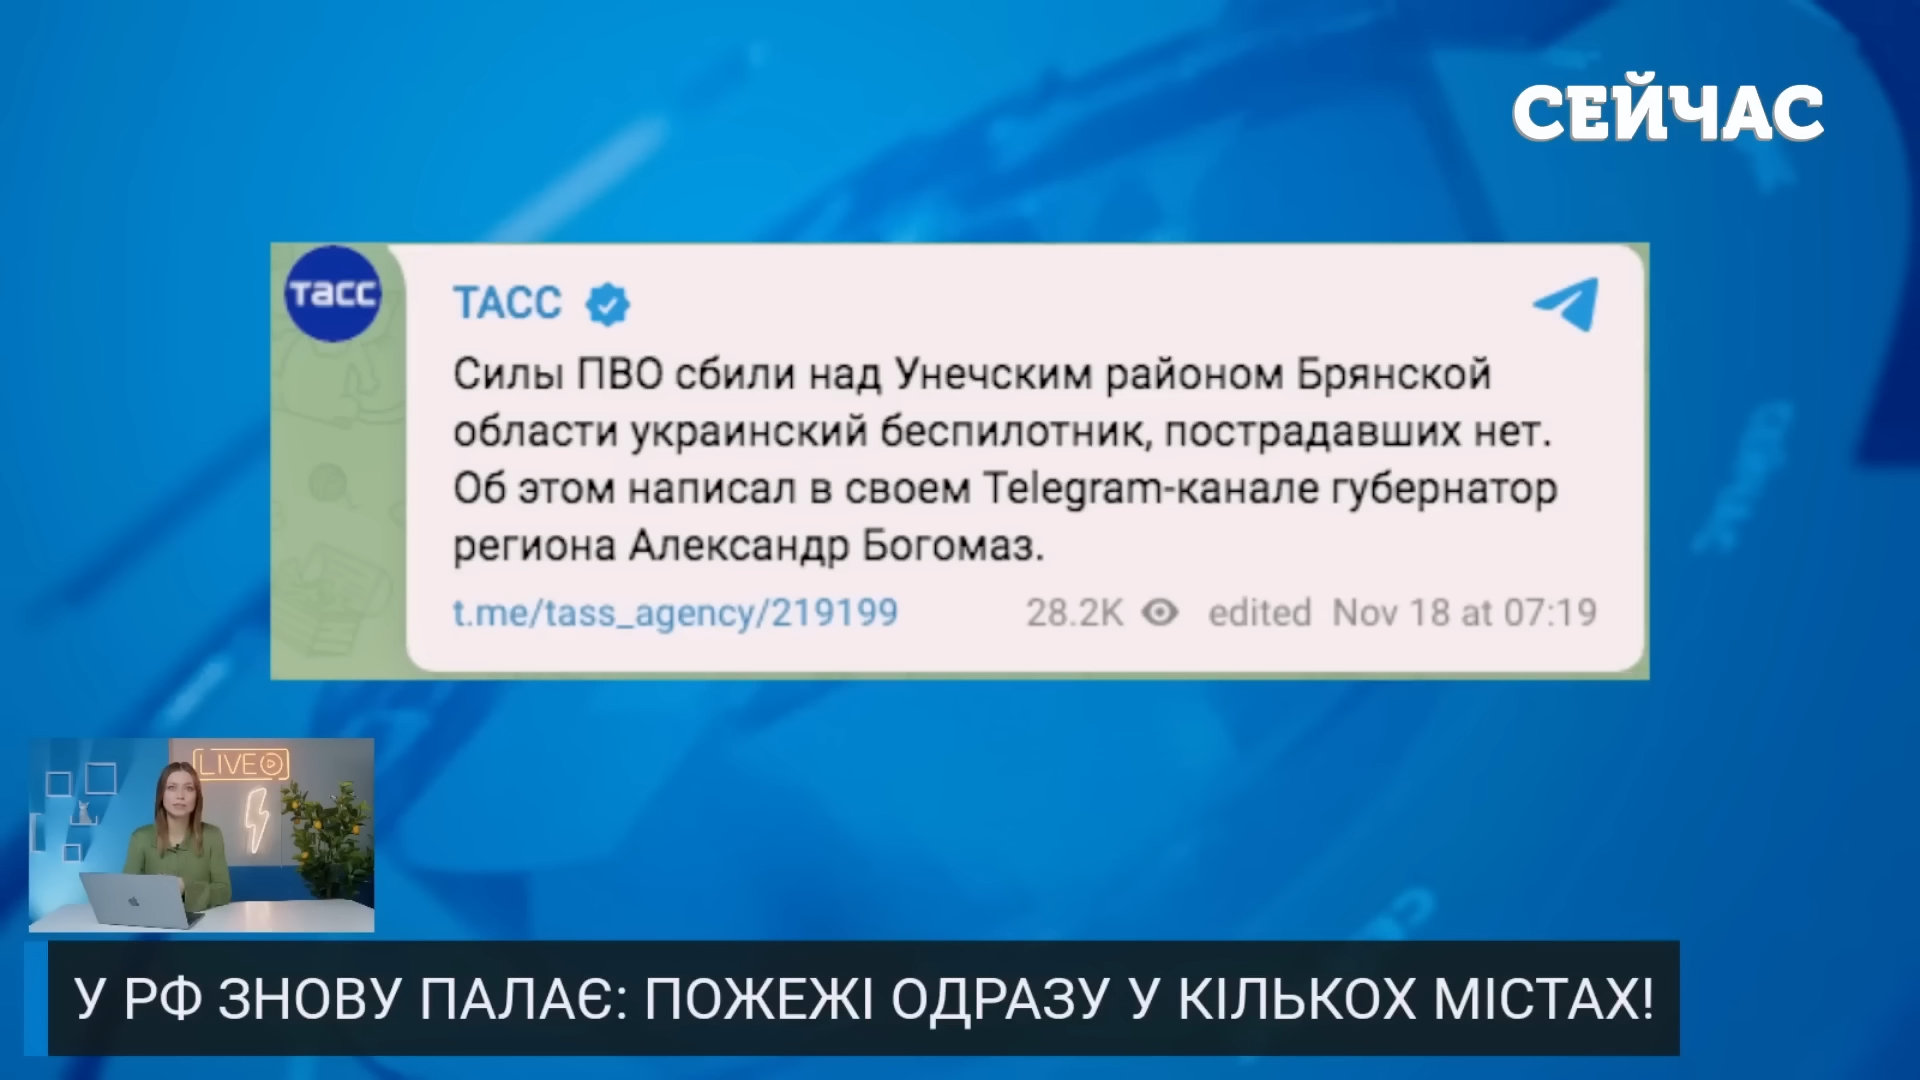 СЕЙЧАС
тасс
ТАСС
Силы ПВО сбили над Унечским районом Брянской
области украинский беспилотник, пострадавших нет.
Об этом написал в своем Telegram-канале губернатор
региона Александр Богомаз.
t.me/tass_agency/219199 28.2K edited Nov 18 at 07:19
LIVE
У РФ ЗНОВУ ПАЛАЄ: ПОЖЕЖІ ОДРАЗУ У КІЛЬКОХ МІСТАХ!